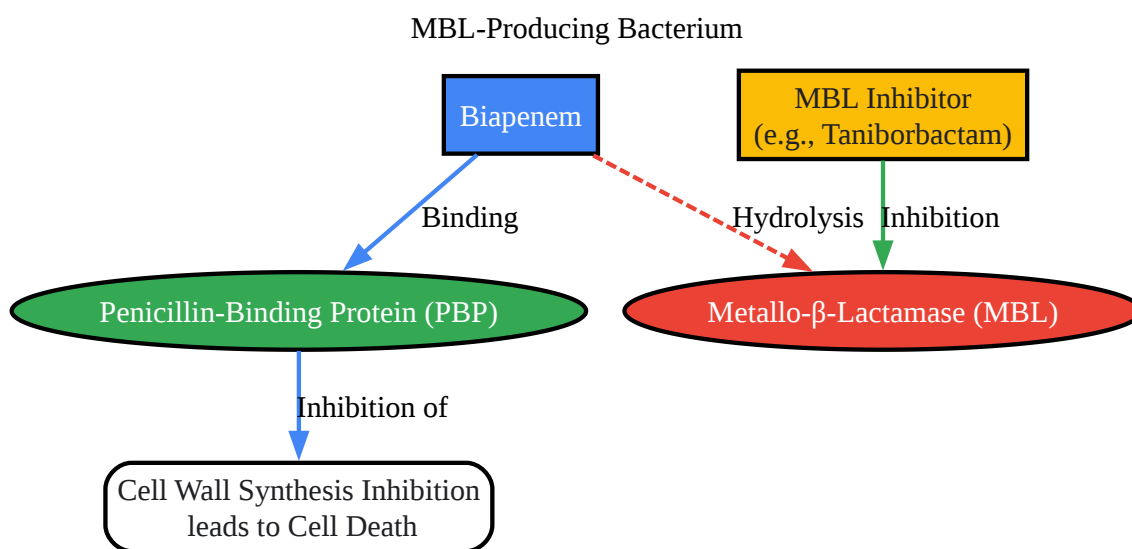 MBL-Producing Bacterium
Biapenem
MBL Inhibitor
(e.g., Taniborbactam)
Binding
Hydrolysis
Inhibition
Penicillin-Binding Protein (PBP)
Metallo-β-Lactamase (MBL)
Inhibition of
Cell Wall Synthesis Inhibition
leads to Cell Death